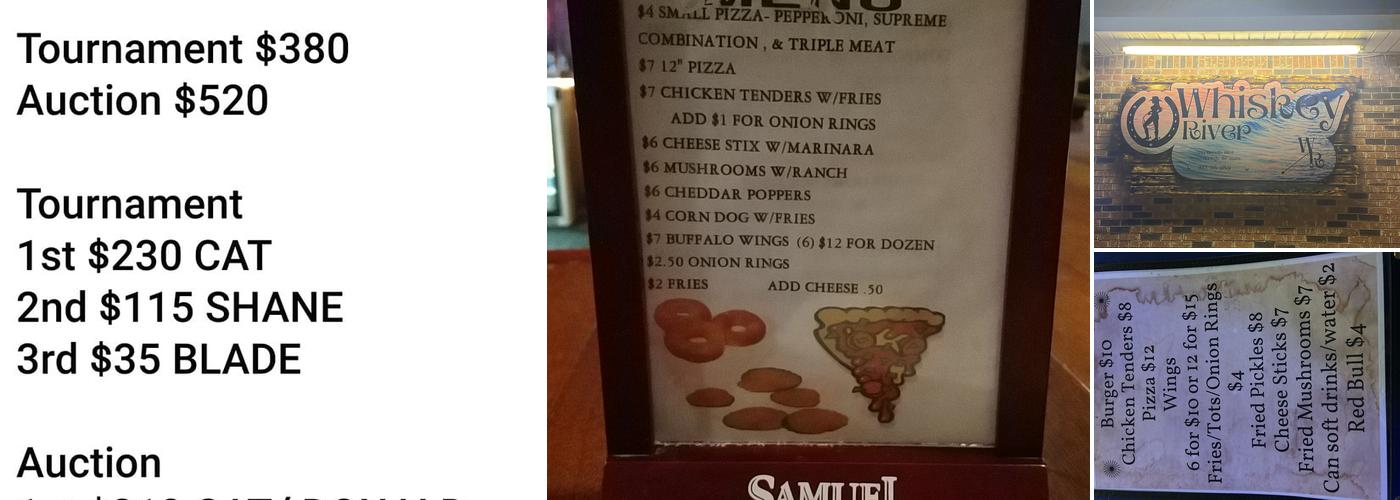 Tournament $380
Auction $520
Tournament
1st $230 CAT
2nd $115 SHANE
3rd $35 BLADE
Auction
MENU
$4 SMALL PIZZA- PEPPERONI, SUPREME
COMBINATION , & TRIPLE MEAT
$7 12" PIZZA
$7 CHICKEN TENDERS W/FRIES
ADD $1 FOR ONION RINGS
$6 CHEESE STIX W/MARINARA
$6 MUSHROOMS W/RANCH
$6 CHEDDAR POPPERS
$4 CORN DOG W/FRIES
$7 BUFFALO WINGS (6) $12 FOR DOZEN
$2.50 ONION RINGS
$2 FRIES ADD CHEESE .50
SAMUEL
Whiskey
River
WR
Burger $10
Chicken Tenders $8
Pizza $12
Wings
6 for $10 or 12 for $15
Fries/Tots/Onion Rings
$4
Fried Pickles $8
Cheese Sticks $7
Fried Mushrooms $7
Can soft drinks/water $2
Red Bull $4